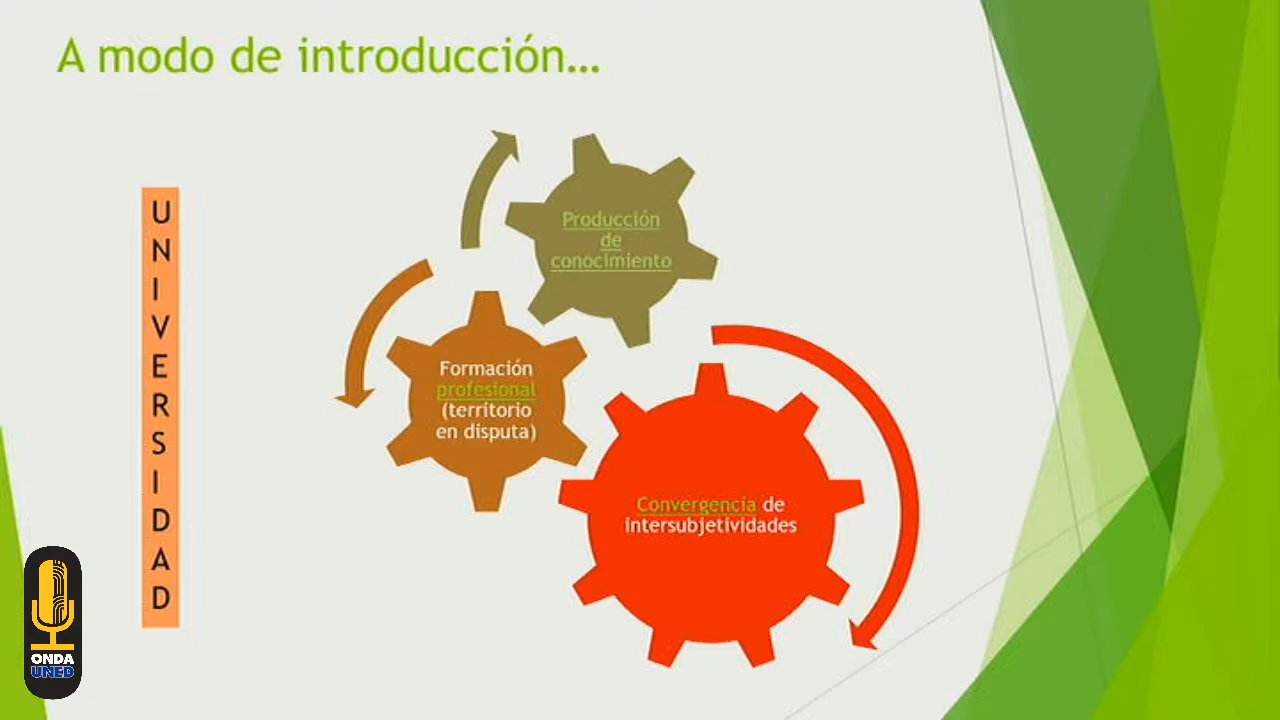 A modo de introducción...
U
N
I
V
E
R
S
I
D
A
D
Producción
de
conocimiento
Formación
profesional
(territorio
en disputa)
Convergencia de
intersubjetividades
ONDA
UNED